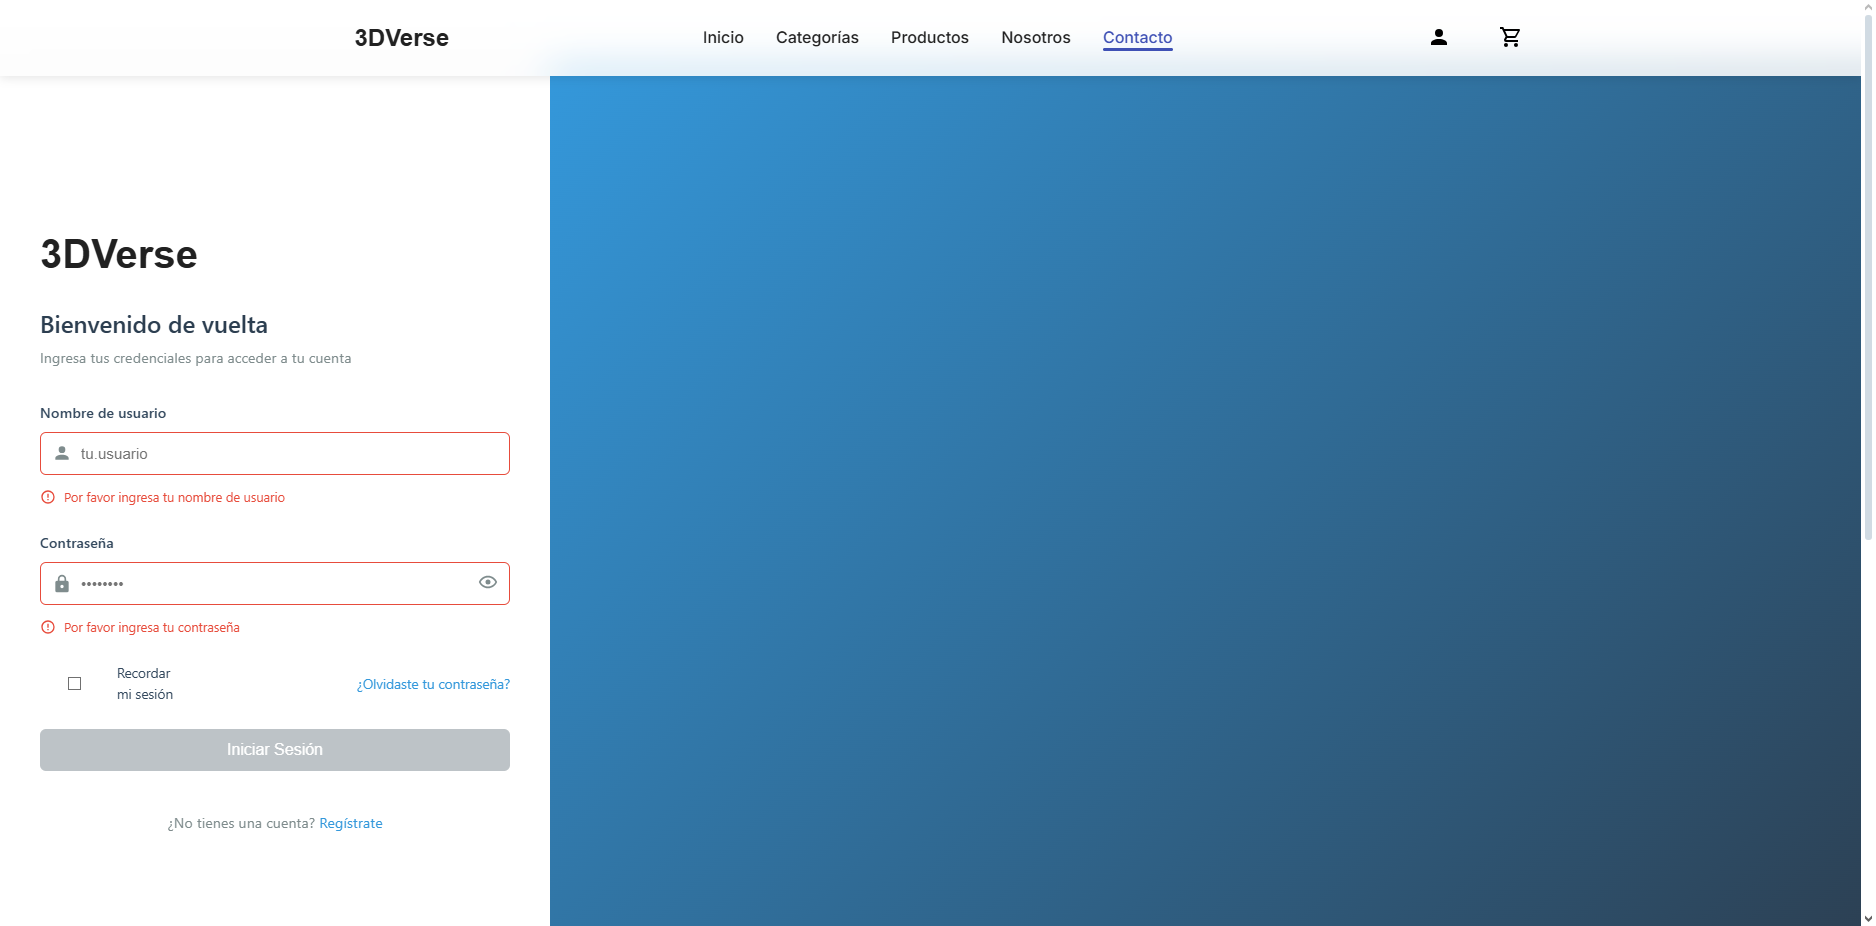 3DVerse
Inicio
Categorías
Productos
Nosotros
Contacto
3DVerse
Bienvenido de vuelta
Ingresa tus credenciales para acceder a tu cuenta
Nombre de usuario
tu.usuario
Por favor ingresa tu nombre de usuario
Contraseña
••••••••
Por favor ingresa tu contraseña
Recordar
mi sesión
¿Olvidaste tu contraseña?
Iniciar Sesión
¿No tienes una cuenta? Regístrate